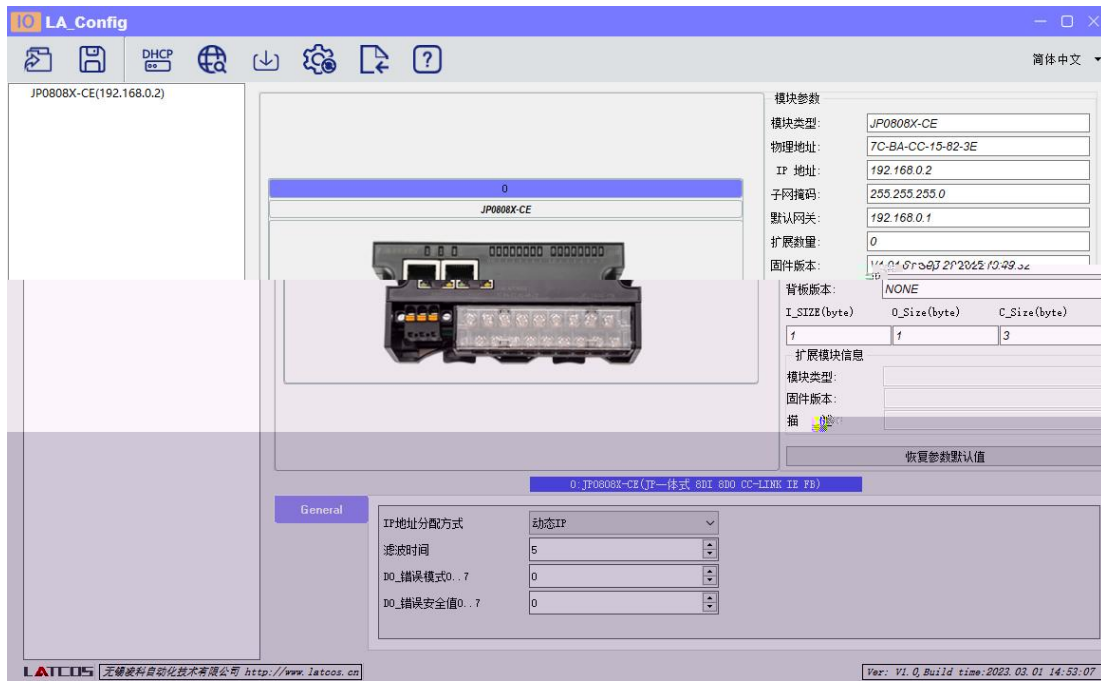 IO LA_Config
DHCP
简体中文
JP0808X-CE(192.168.0.2)
0
JP0808X-CE
模块参数
模块类型: JP0808X-CE
物理地址: 7C-BA-CC-15-82-3E
IP 地址: 192.168.0.2
子网掩码: 255.255.255.0
默认网关: 192.168.0.1
扩展数量: 0
固件版本:
背板版本: NONE
I_SIZE(byte) O_Size(byte) C_Size(byte)
1 1 3
扩展模块信息
模块类型:
固件版本:
描
恢复参数默认值
0:JP0808X-CE(JP一体式 8DI 8DO CC-LINK IE FB)
General
IP地址分配方式 动态IP
滤波时间 5
DO_错误模式0..7 0
DO_错误安全值0..7 0
LATCOS 无锡凌科自动化技术有限公司 http://www.latcos.cn
Ver: V1.0,Build time:2023.03.01 14:53:07